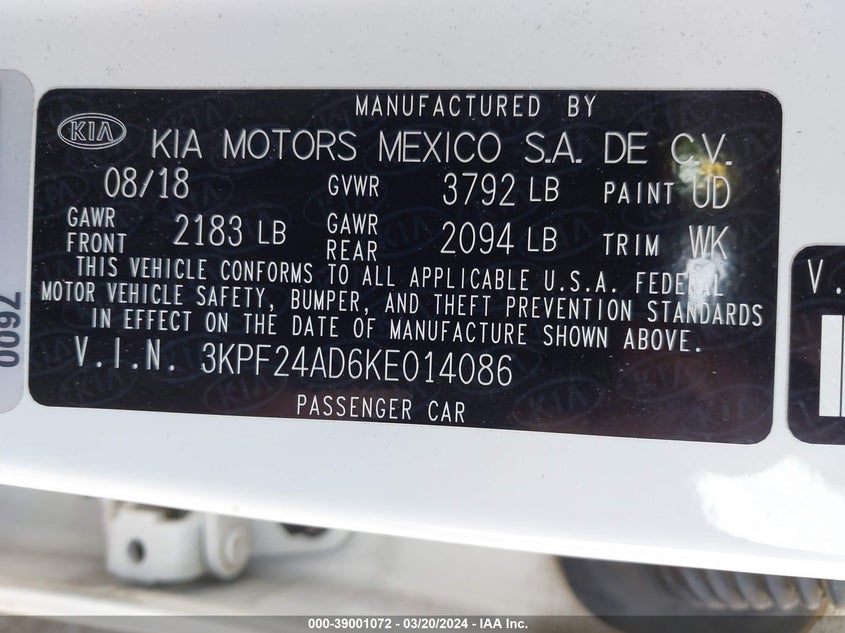 MANUFACTURED BY
KIA KIA MOTORS MEXICO S.A. DE C.V.
08/18 GVWR 3792 LB PAINT UD
GAWR FRONT 2183 LB GAWR REAR 2094 LB TRIM WK
THIS VEHICLE CONFORMS TO ALL APPLICABLE U.S.A. FEDERAL
MOTOR VEHICLE SAFETY, BUMPER, AND THEFT PREVENTION STANDARDS
IN EFFECT ON THE DATE OF MANUFACTURE SHOWN ABOVE.
V.I.N. 3KPF24AD6KE014086
PASSENGER CAR
V.
000-39001072 / 03/20/2024 - IAA Inc.